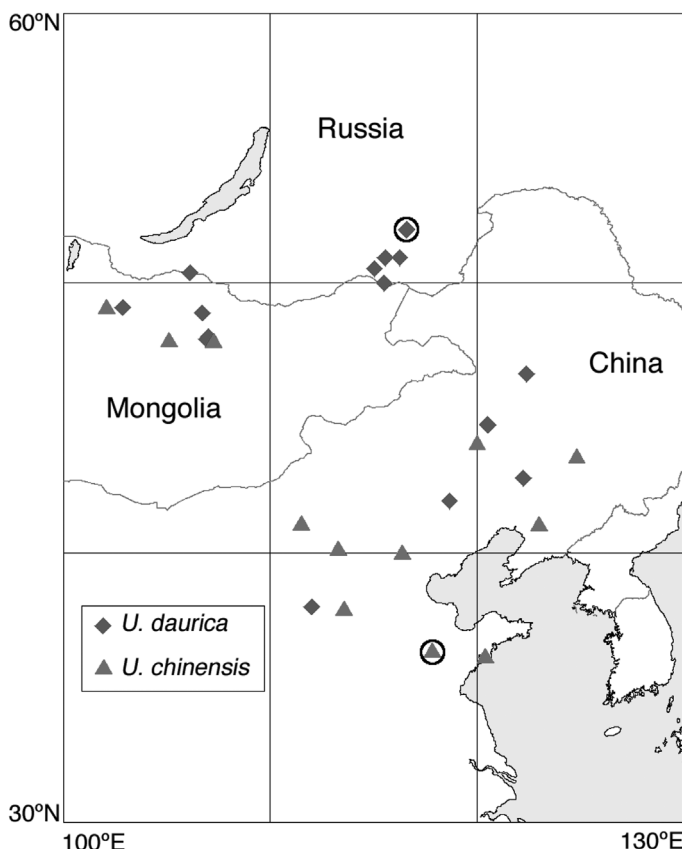 60ºN
Russia
China
Mongolia
U. daurica
U. chinensis
30ºN
100ºE
130ºE